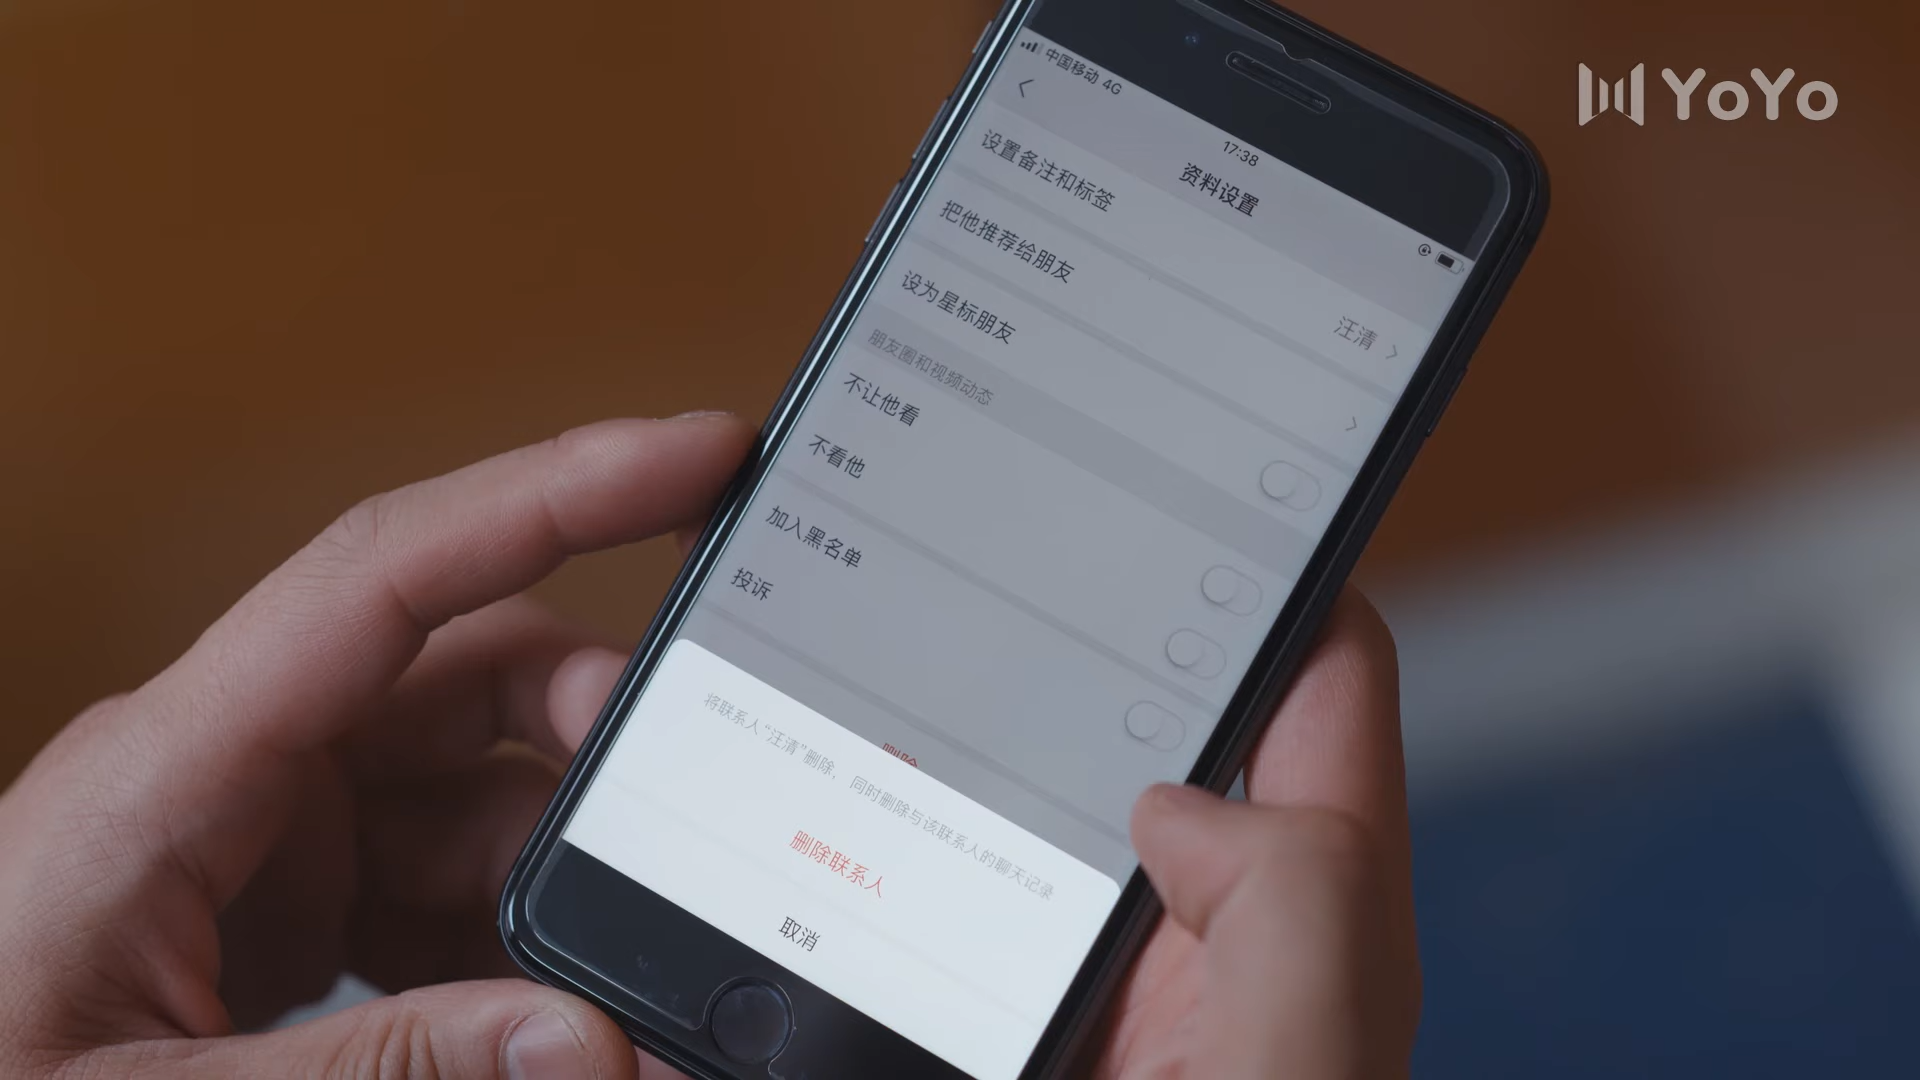 YoYo
中国移动 4G
17:38
资料设置
设置备注和标签
汪清
把他推荐给朋友
设为星标朋友
朋友圈和视频动态
不让他看
不看他
加入黑名单
投诉
删除
将联系人“汪清”删除，同时删除与该联系人的聊天记录
删除联系人
取消